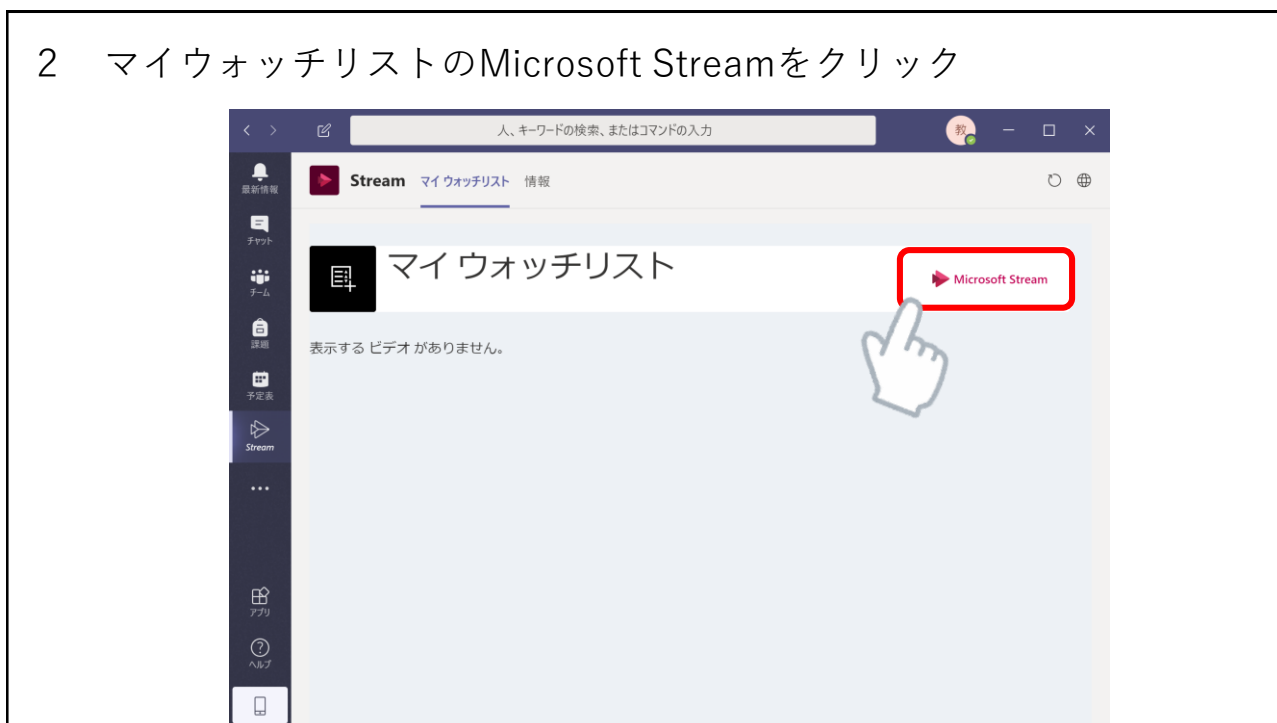 2 マイウォッチリストのMicrosoft Streamをクリック
人、キーワードの検索、またはコマンドの入力
教
最新情報
Stream マイ ウォッチリスト 情報
チャット
マイ ウォッチリスト
Microsoft Stream
チーム
課題
表示する ビデオ がありません。
予定表
Stream
アプリ
ヘルプ